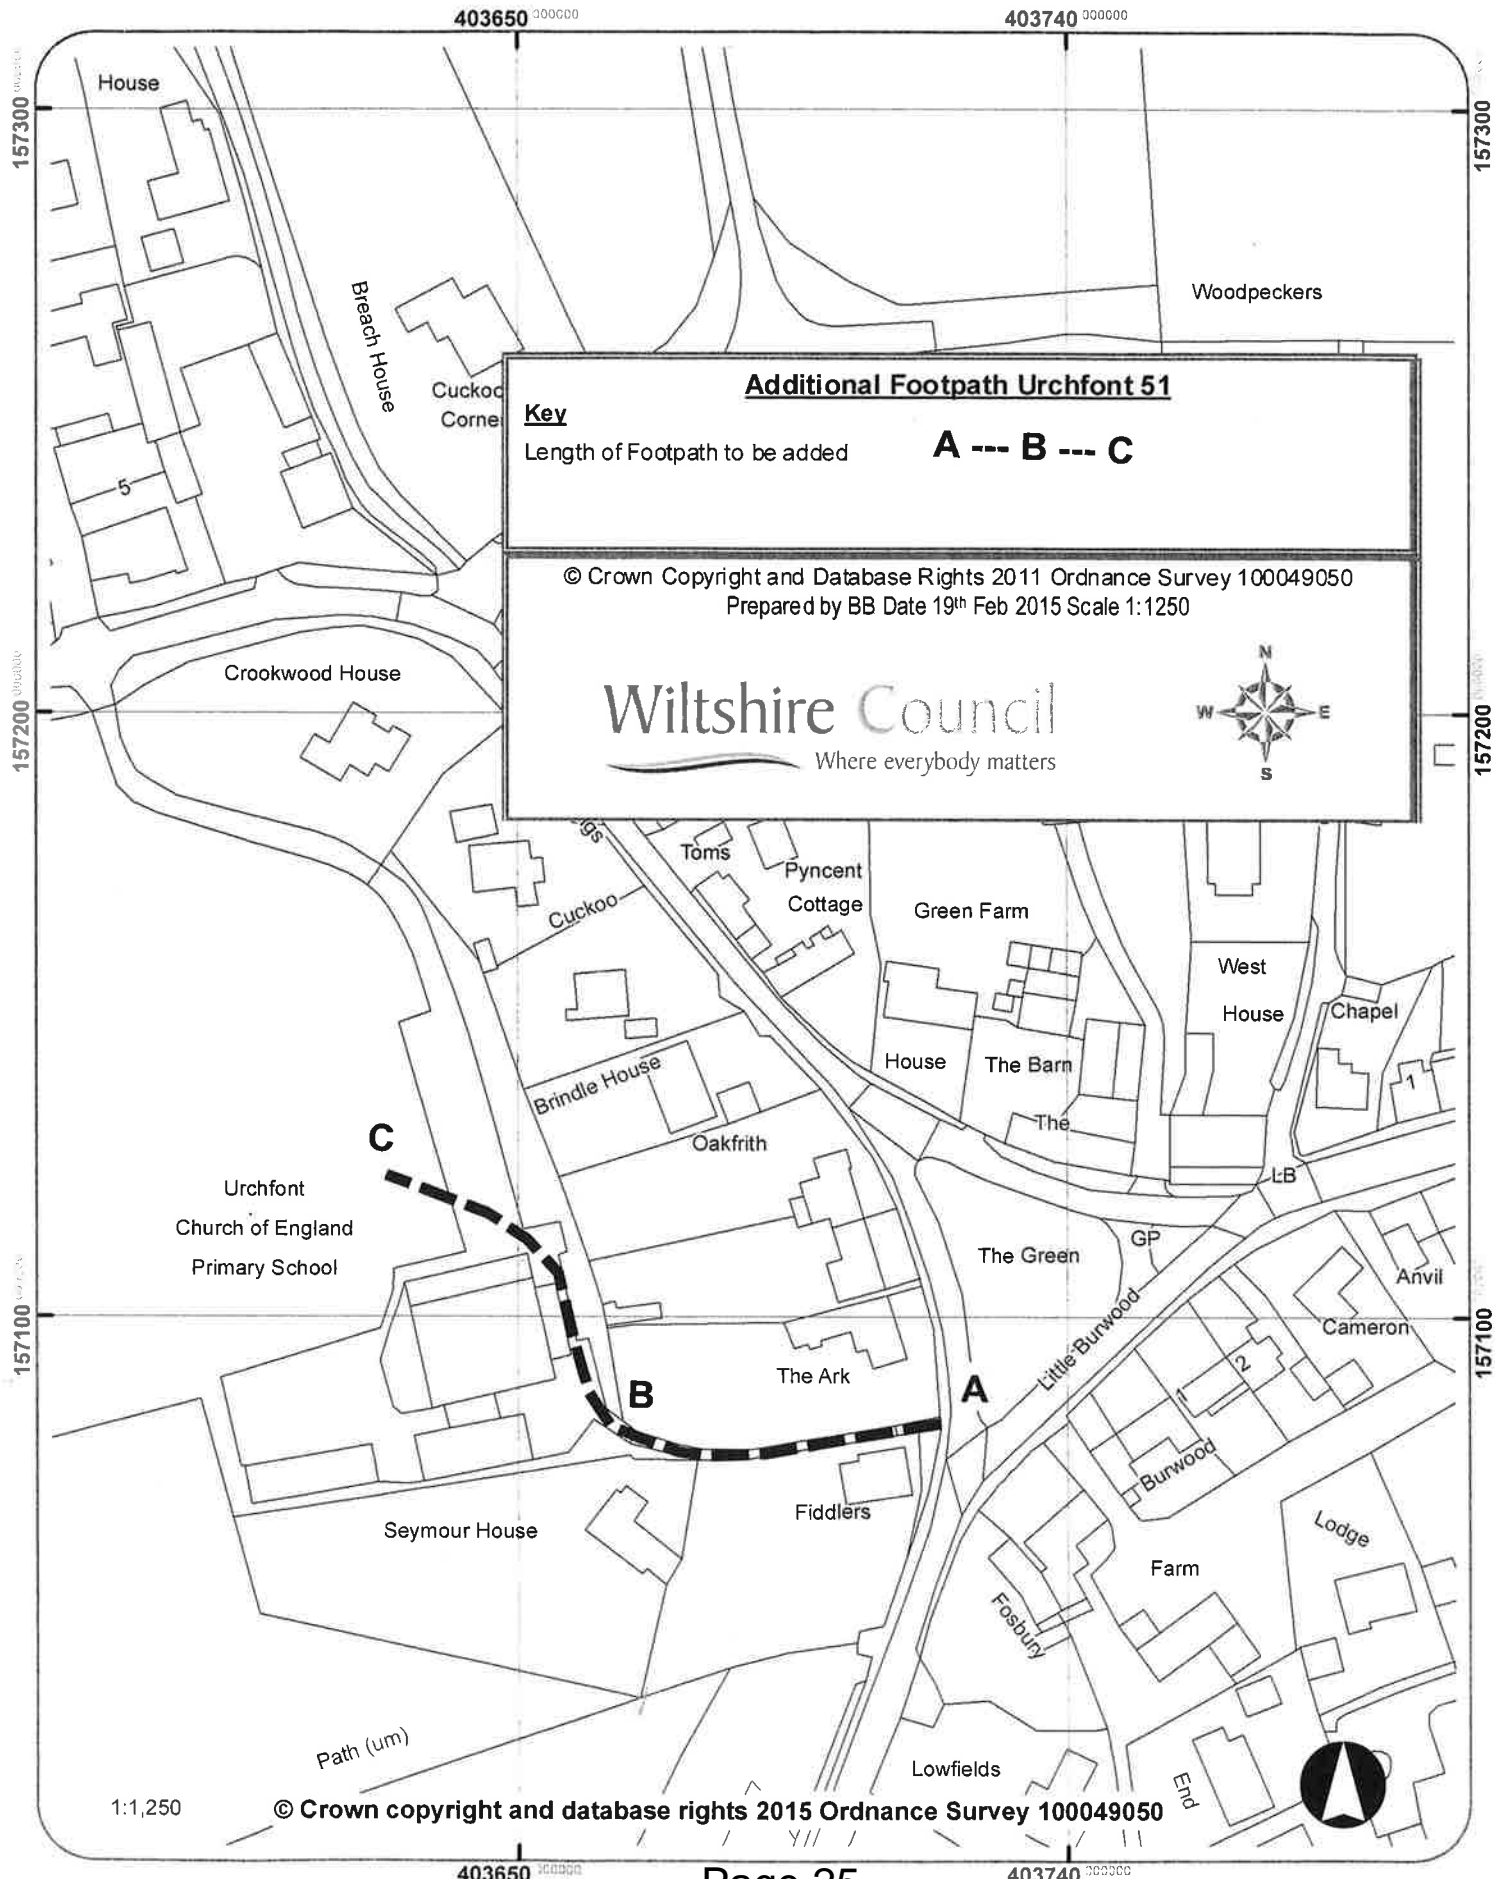 403650 000000
403740 000000
157300
157300
House
Breach House
Woodpeckers
Cuckoo
Corne
5
Additional Footpath Urchfont 51
Key
Length of Footpath to be added A --- B --- C
© Crown Copyright and Database Rights 2011 Ordnance Survey 100049050
Prepared by BB Date 19th Feb 2015 Scale 1:1250
Wiltshire Council
Where everybody matters
N
W E
S
Crookwood House
157200
157200
Toms
Pyncent
Cottage
Cuckoo
Green Farm
West
House
Chapel
House
The Barn
1
Brindle House
The
Oakfrith
C
LB
Urchfont
Church of England
Primary School
GP
The Green
Anvil
157100
157100
Little Burwood
Cameron
The Ark
2
1
A
B
Burwood
Fiddlers
Seymour House
Lodge
Farm
Fosbury
Path (um)
Lowfields
End
1:1,250
© Crown copyright and database rights 2015 Ordnance Survey 100049050
403650
403740
Page 25